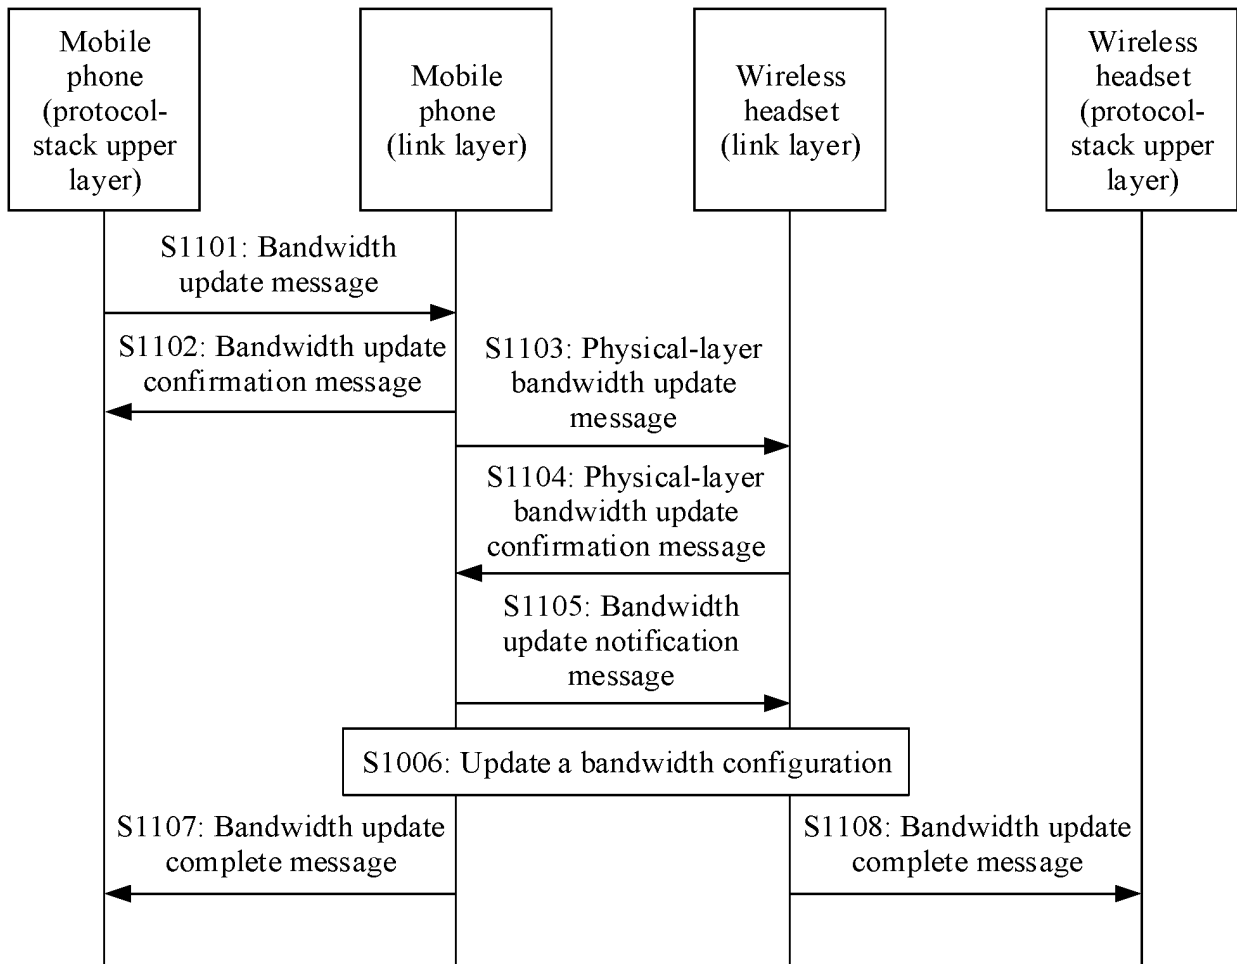 Mobile
phone
(protocol-
stack upper
layer)
Mobile
phone
(link layer)
Wireless
headset
(link layer)
Wireless
headset
(protocol-
stack upper
layer)
S1101: Bandwidth
update message
S1102: Bandwidth update
confirmation message
S1103: Physical-layer
bandwidth update
message
S1104: Physical-layer
bandwidth update
confirmation message
S1105: Bandwidth
update notification
message
S1006: Update a bandwidth configuration
S1107: Bandwidth update
complete message
S1108: Bandwidth update
complete message